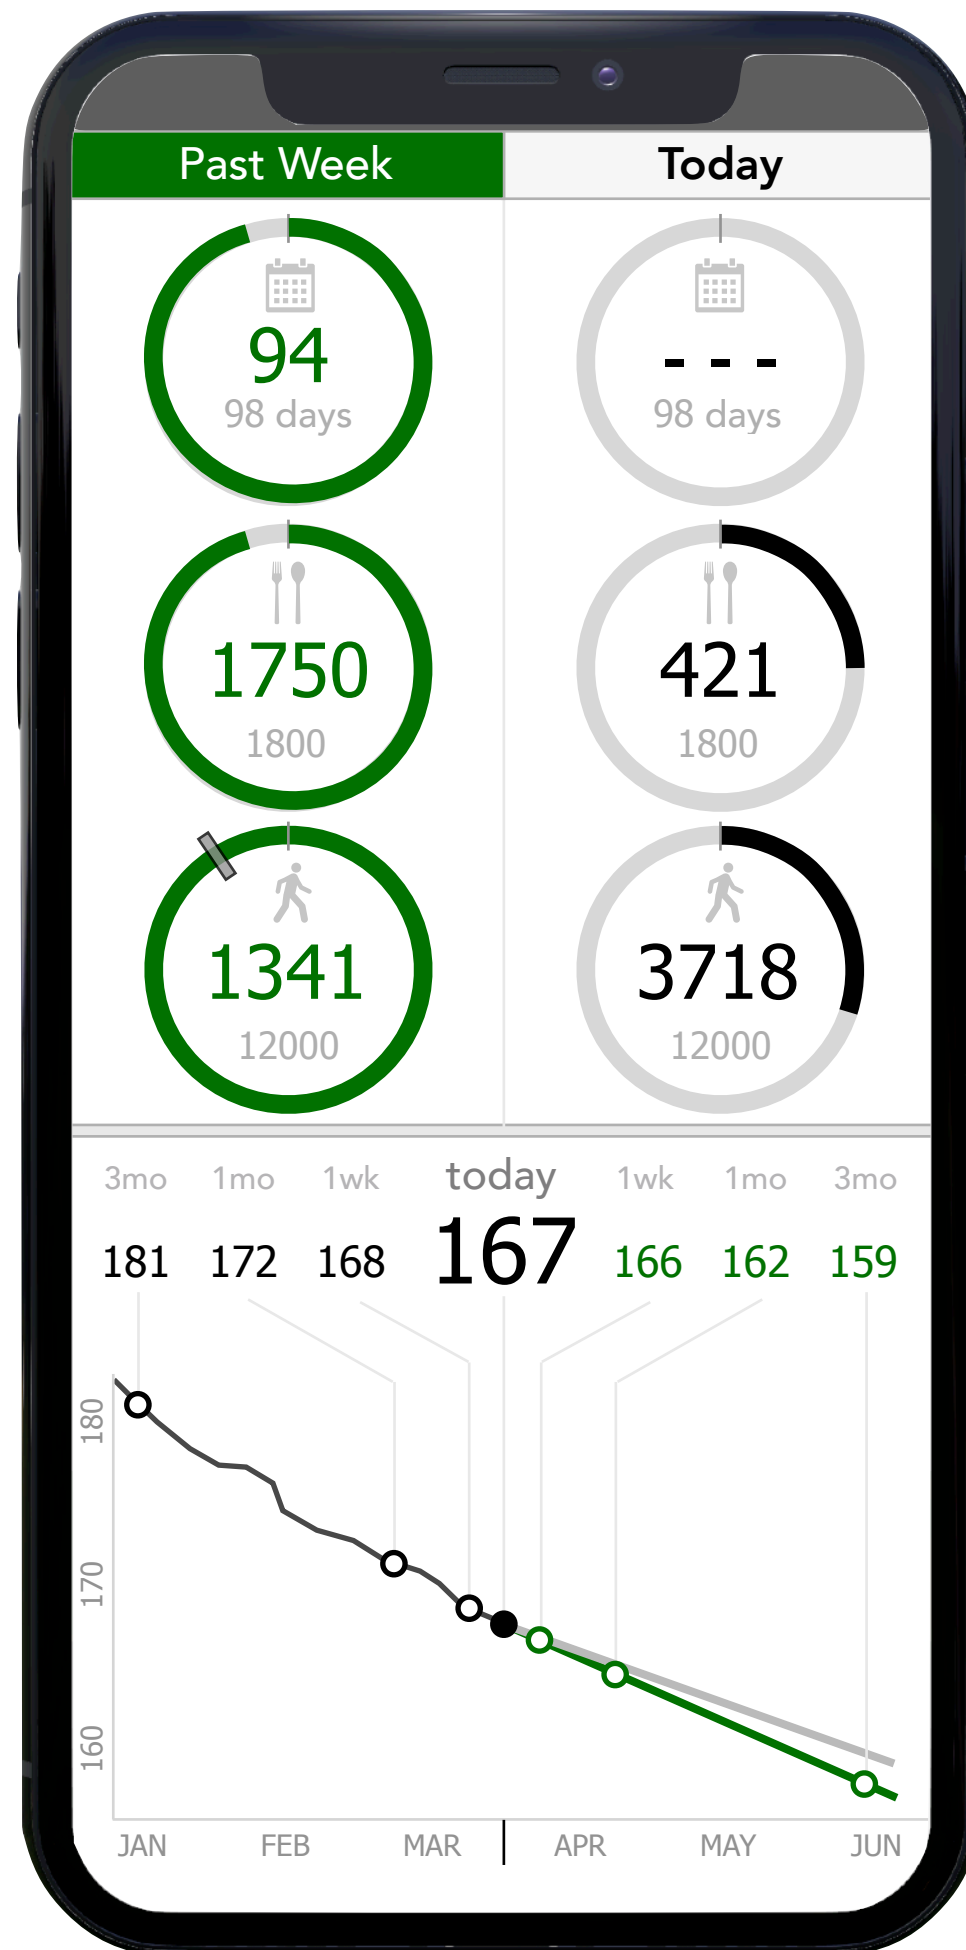 Past Week
Today
94
98 days
- - -
98 days
1750
1800
421
1800
1341
12000
3718
12000
3mo 1mo 1wk today 1wk 1mo 3mo
181 172 168 167 166 162 159
180
170
160
JAN FEB MAR APR MAY JUN